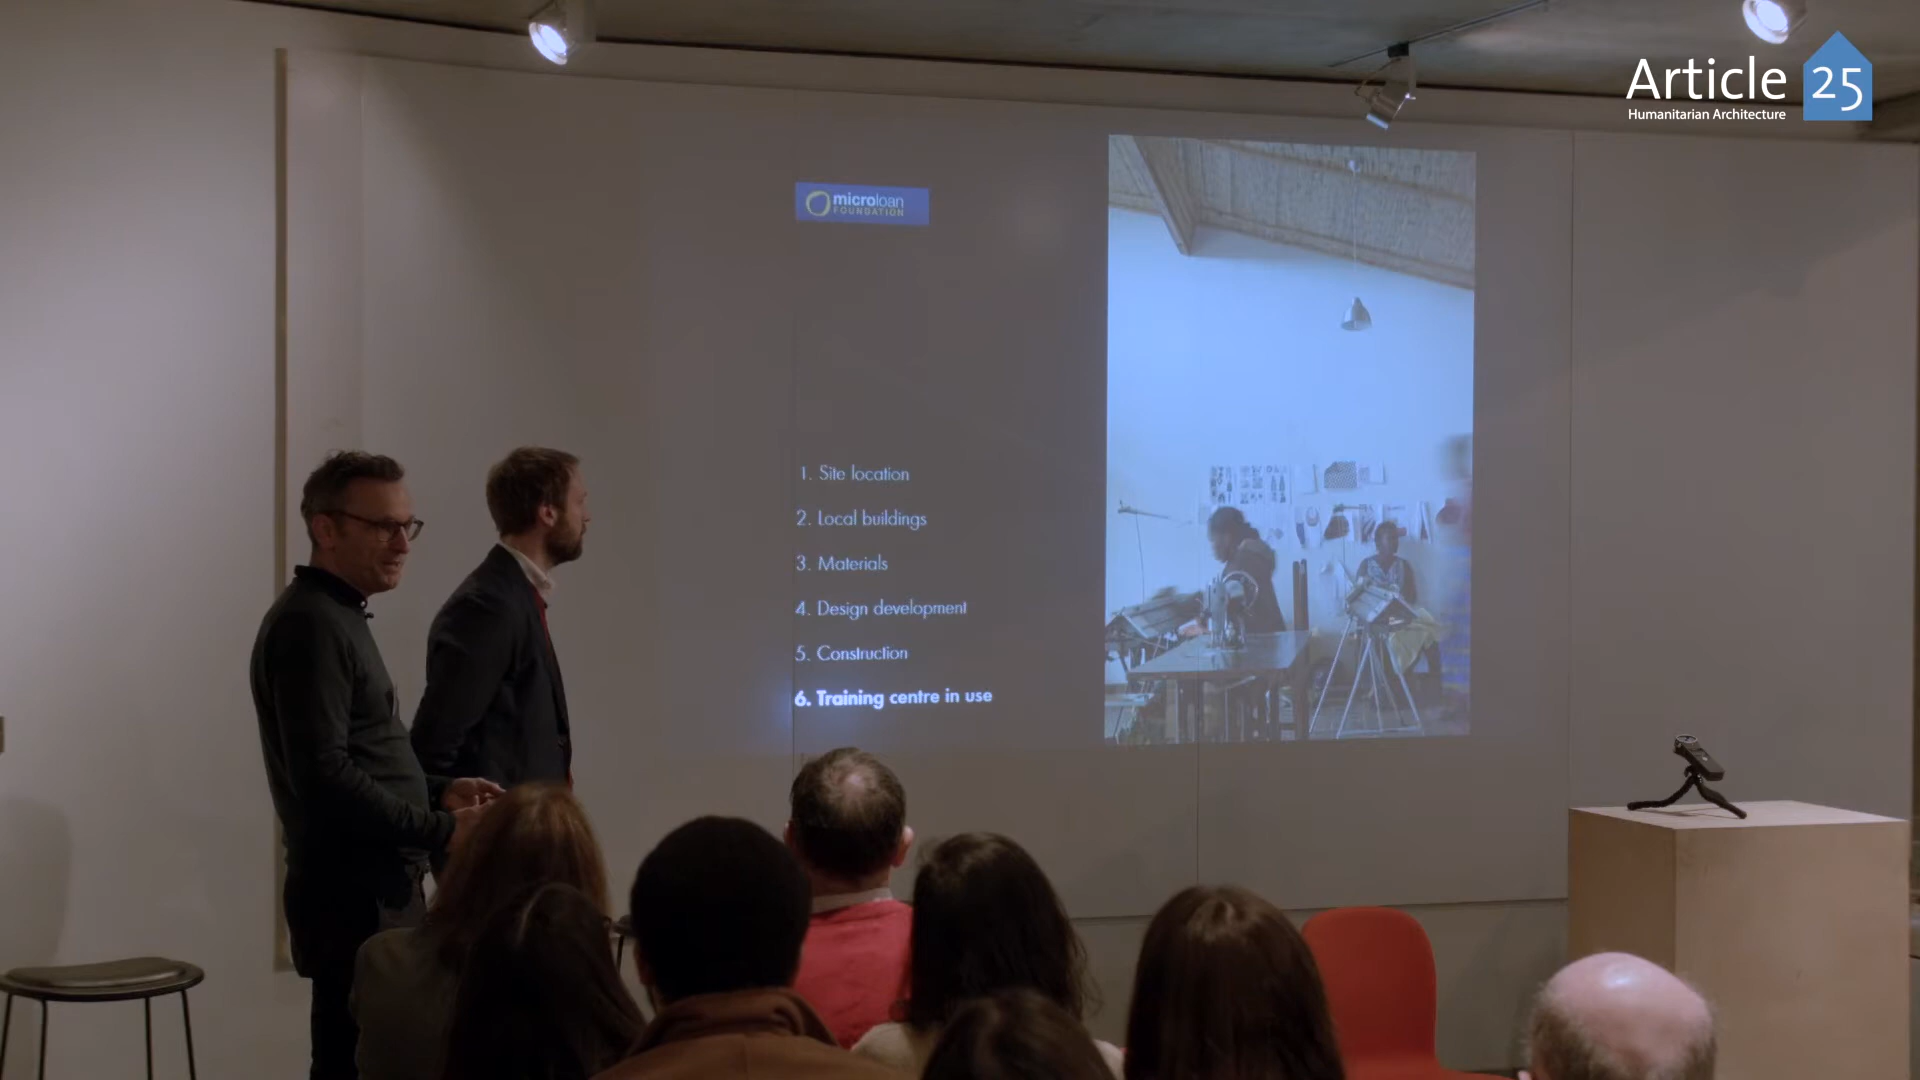 Article 25
Humanitarian Architecture
microloan
FOUNDATION
1. Site location
2. Local buildings
3. Materials
4. Design development
5. Construction
6. Training centre in use